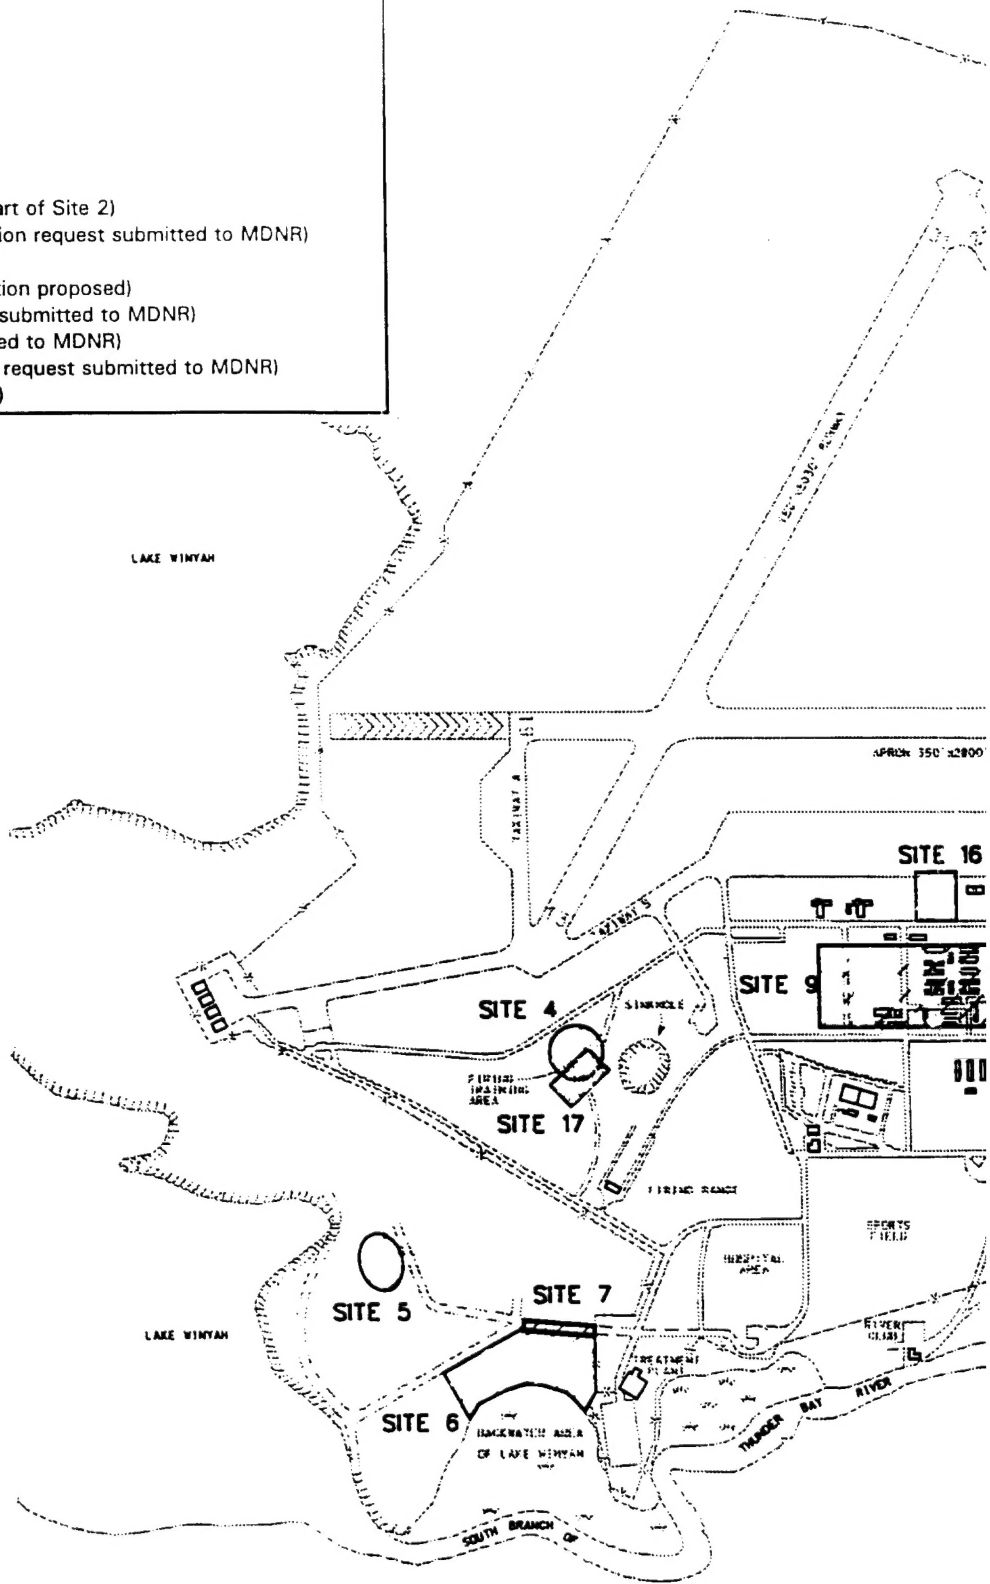 art of Site 2)
ion request submitted to MDNR)
tion proposed)
submitted to MDNR)
ed to MDNR)
request submitted to MDNR)
)
LAKE WINYAH
RUNWAY
APRON 350'x2800'
TAXIWAY A
SITE 16
TAXIWAY S
SITE 9
SITE 4
SINKHOLE
FIRING
TRAINING
AREA
SITE 17
FIRING RANGE
SPORTS
FIELD
HOSPITAL
AREA
SITE 7
SITE 5
LAKE WINYAH
RIVER
CLUB
TREATMENT
PLANT
SITE 6
BACKWATER AREA
OF LAKE WINYAH
THUNDER BAY RIVER
SOUTH BRANCH OF